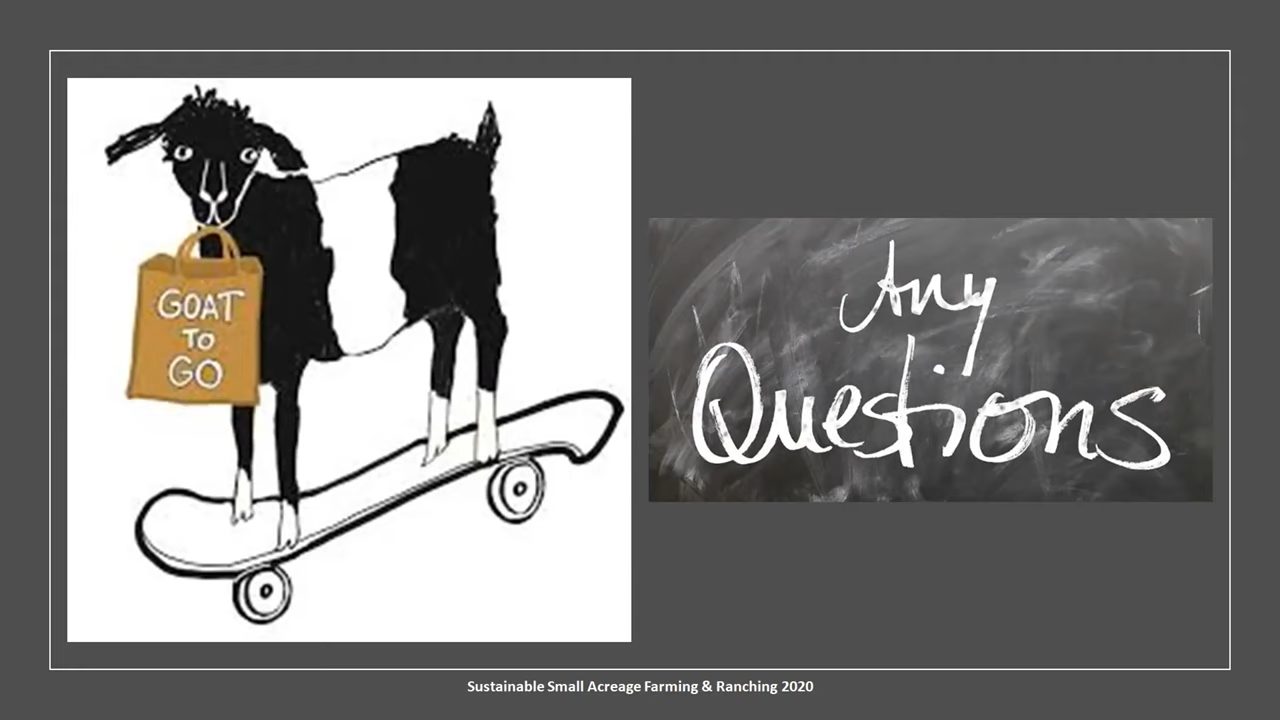 GOAT
TO
GO
Any
Questions
Sustainable Small Acreage Farming & Ranching 2020